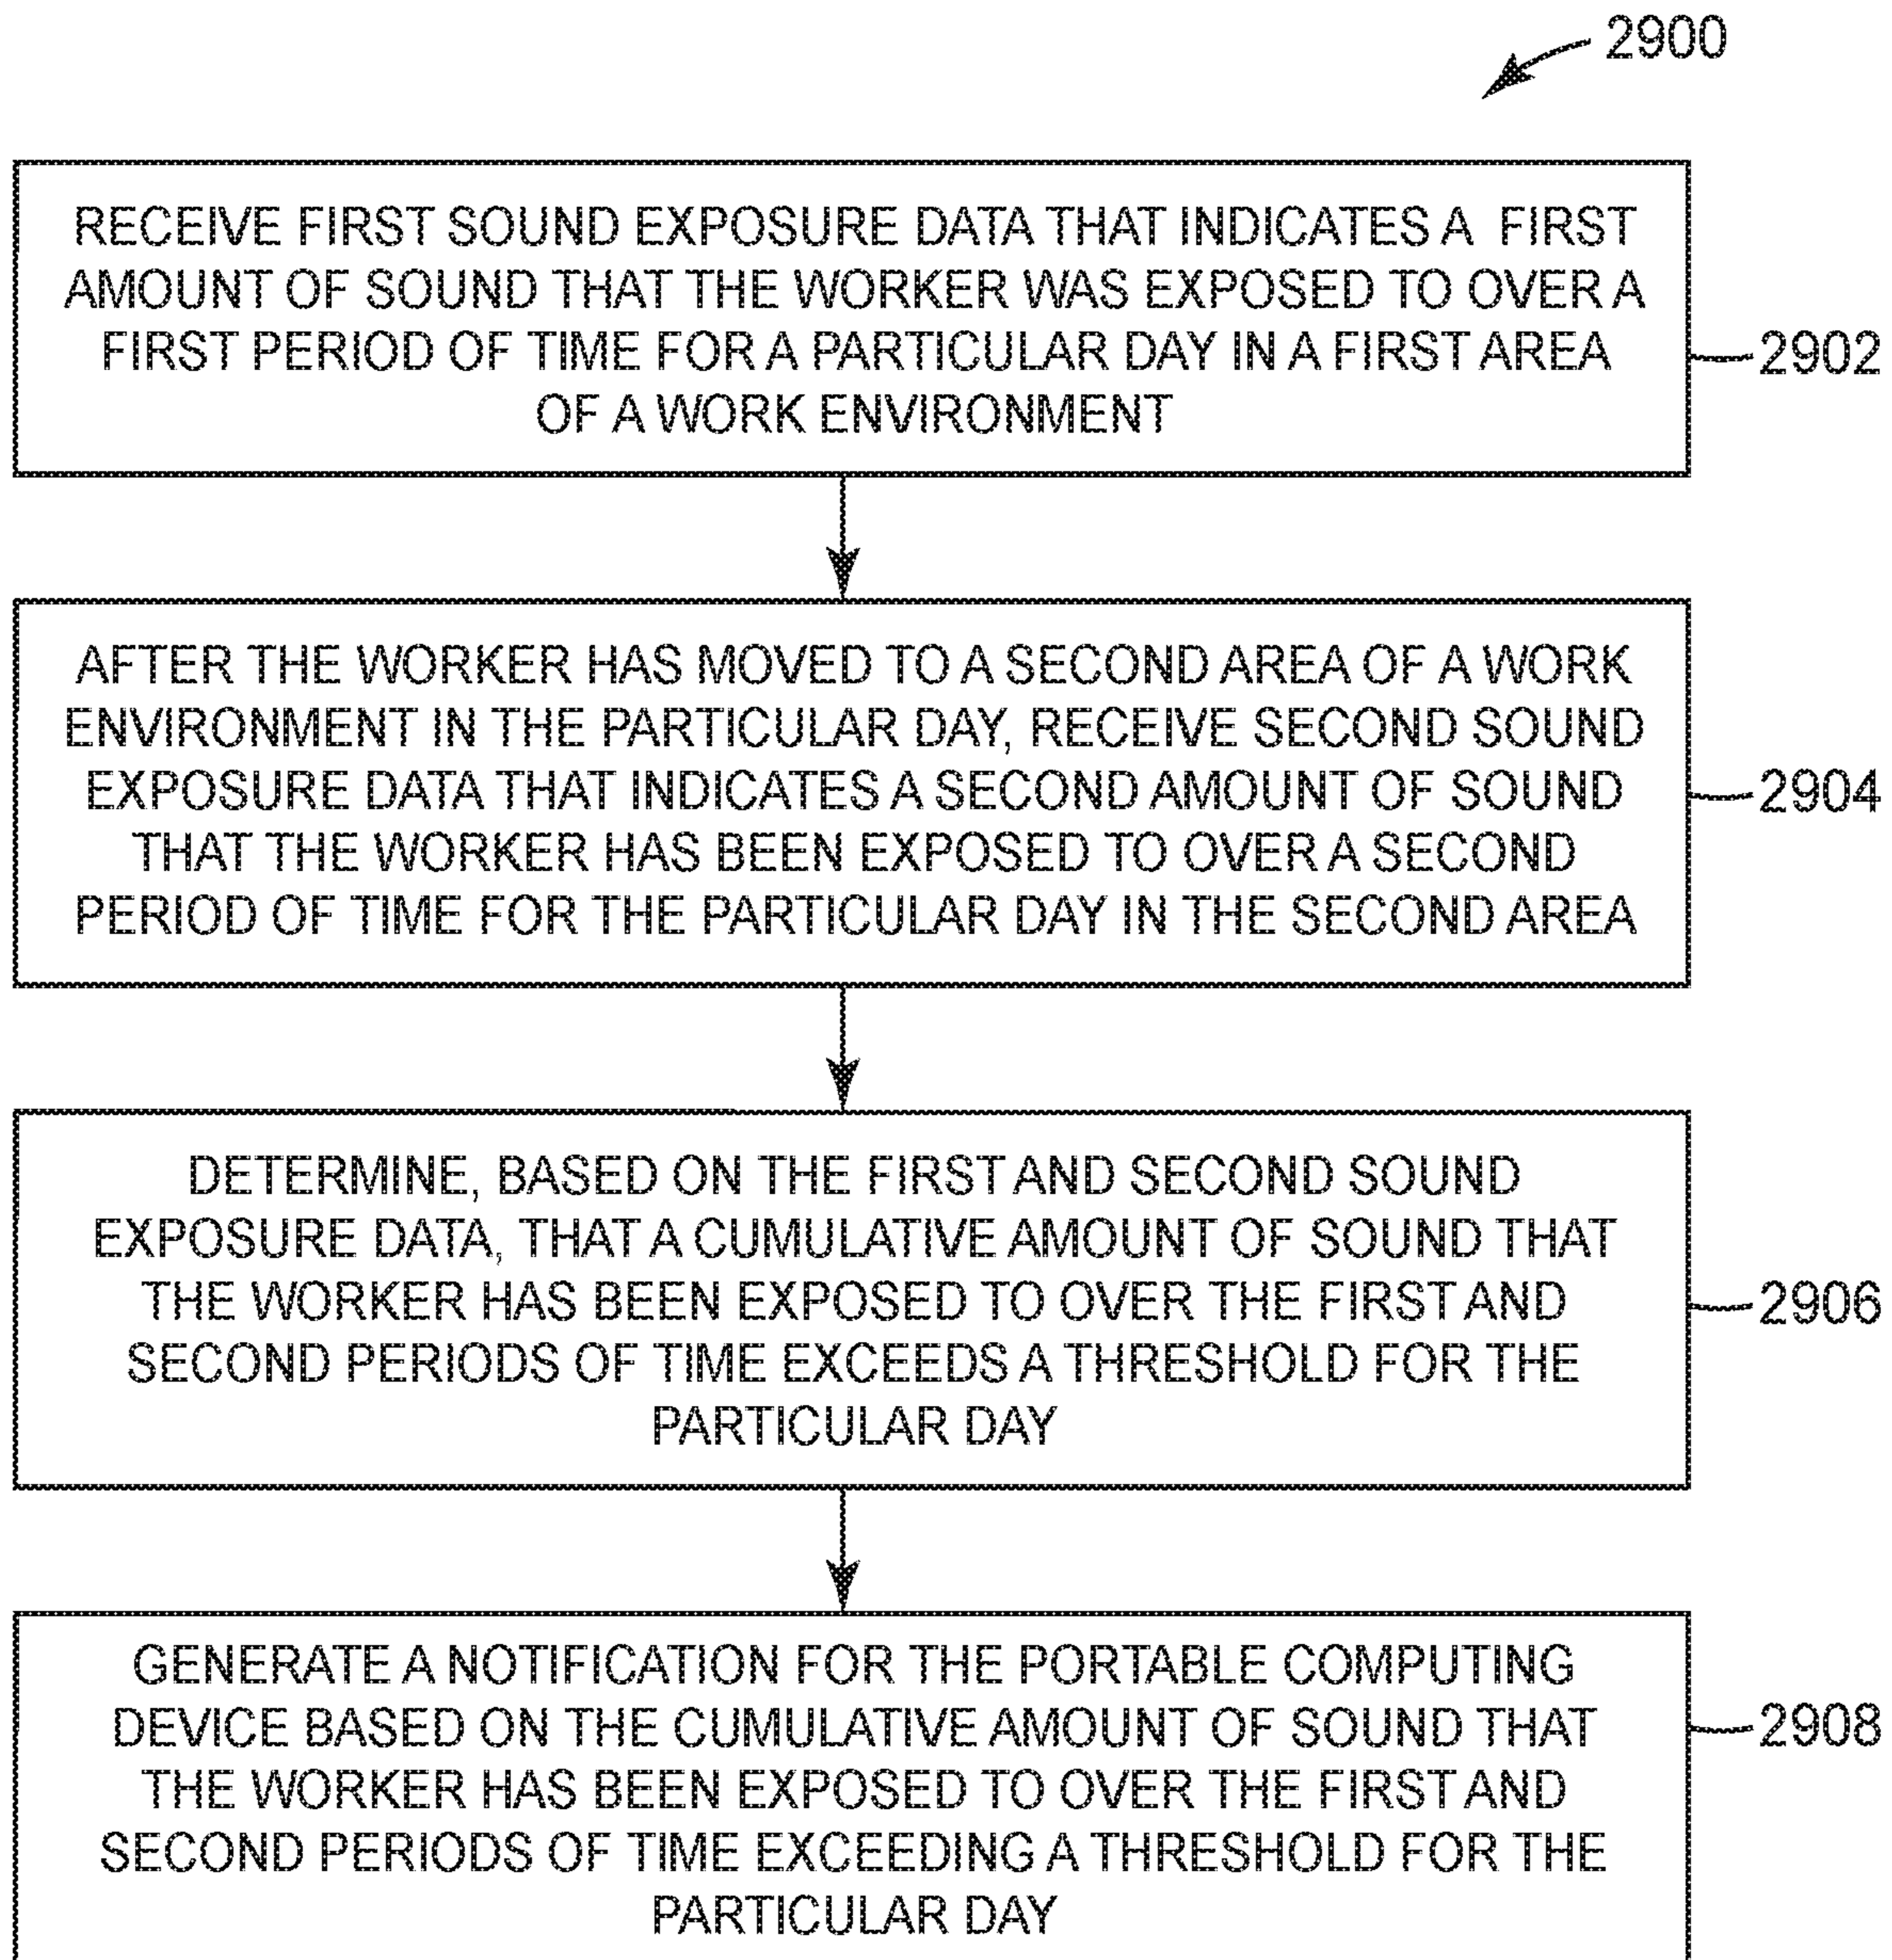 2900
RECEIVE FIRST SOUND EXPOSURE DATA THAT INDICATES A FIRST
AMOUNT OF SOUND THAT THE WORKER WAS EXPOSED TO OVER A
FIRST PERIOD OF TIME FOR A PARTICULAR DAY IN A FIRST AREA
OF A WORK ENVIRONMENT
2902
AFTER THE WORKER HAS MOVED TO A SECOND AREA OF A WORK
ENVIRONMENT IN THE PARTICULAR DAY, RECEIVE SECOND SOUND
EXPOSURE DATA THAT INDICATES A SECOND AMOUNT OF SOUND
THAT THE WORKER HAS BEEN EXPOSED TO OVER A SECOND
PERIOD OF TIME FOR THE PARTICULAR DAY IN THE SECOND AREA
2904
DETERMINE, BASED ON THE FIRST AND SECOND SOUND
EXPOSURE DATA, THAT A CUMULATIVE AMOUNT OF SOUND THAT
THE WORKER HAS BEEN EXPOSED TO OVER THE FIRST AND
SECOND PERIODS OF TIME EXCEEDS A THRESHOLD FOR THE
PARTICULAR DAY
2906
GENERATE A NOTIFICATION FOR THE PORTABLE COMPUTING
DEVICE BASED ON THE CUMULATIVE AMOUNT OF SOUND THAT
THE WORKER HAS BEEN EXPOSED TO OVER THE FIRST AND
SECOND PERIODS OF TIME EXCEEDING A THRESHOLD FOR THE
PARTICULAR DAY
2908